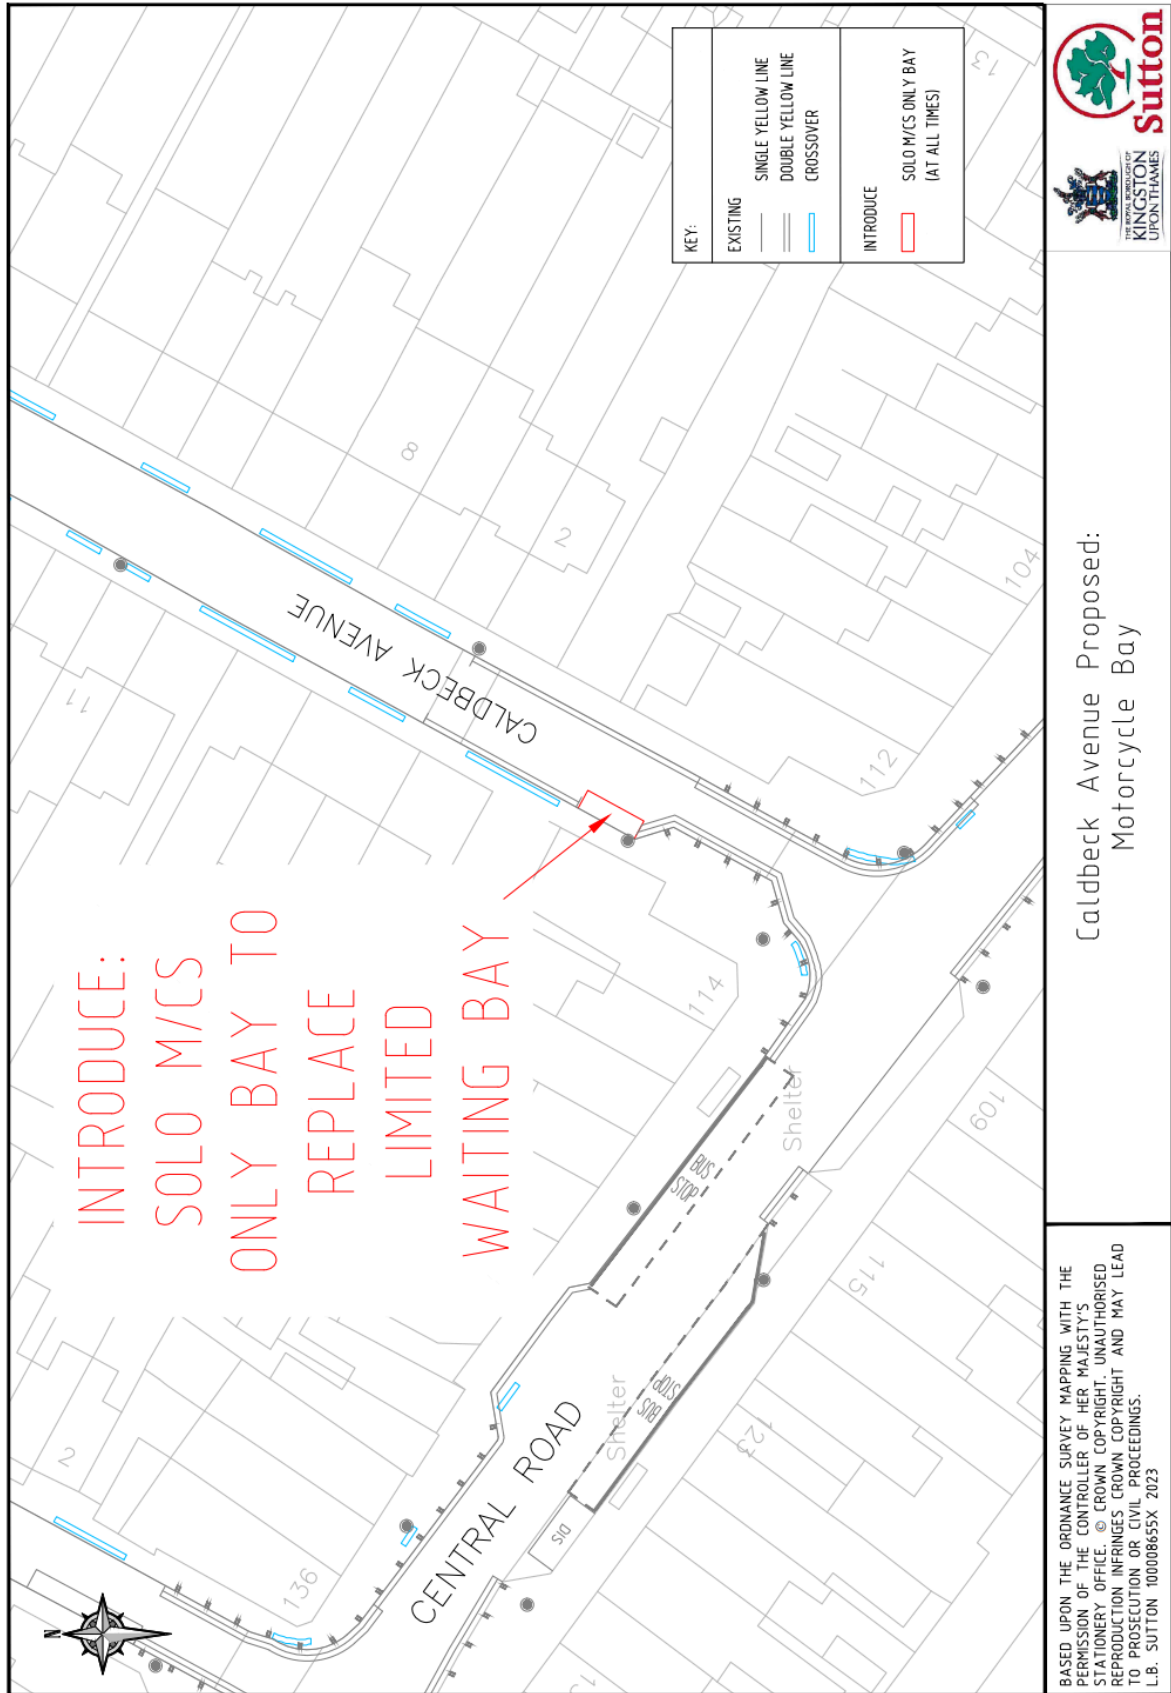 INTRODUCE:
SOLO M/CS
ONLY BAY TO
REPLACE
LIMITED
WAITING BAY
KEY:
EXISTING
SINGLE YELLOW LINE
DOUBLE YELLOW LINE
CROSSOVER
INTRODUCE
SOLO M/CS ONLY BAY
(AT ALL TIMES)
N
CALDBECK AVENUE
CENTRAL ROAD
11
8
2
13
2
136
114
112
104
109
115
123
BUS
STOP
Shelter
BUS
STOP
Shelter
DIS
BASED UPON THE ORDNANCE SURVEY MAPPING WITH THE
PERMISSION OF THE CONTROLLER OF HER MAJESTY'S
STATIONERY OFFICE. © CROWN COPYRIGHT. UNAUTHORISED
REPRODUCTION INFRINGES CROWN COPYRIGHT AND MAY LEAD
TO PROSECUTION OR CIVIL PROCEEDINGS.
L.B. SUTTON 100008655X 2023
Caldbeck Avenue Proposed:
Motorcycle Bay
THE ROYAL BOROUGH OF
KINGSTON
UPON THAMES
Sutton